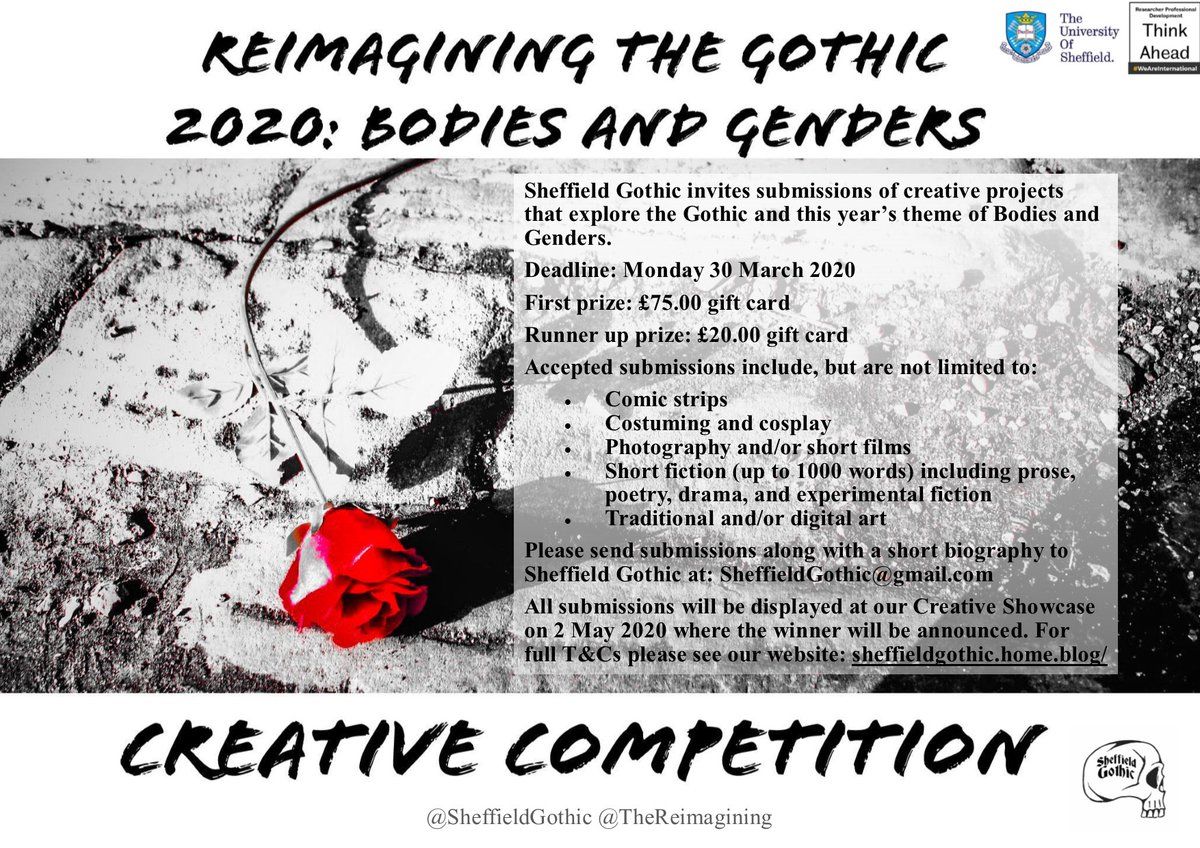 REIMAGINING THE GOTHIC
2020: BODIES AND GENDERS
The
University
Of
Sheffield.
Researcher Professional
Development
Think
Ahead
#WeAreInternational
Sheffield Gothic invites submissions of creative projects
that explore the Gothic and this year’s theme of Bodies and
Genders.
Deadline: Monday 30 March 2020
First prize: £75.00 gift card
Runner up prize: £20.00 gift card
Accepted submissions include, but are not limited to:
• Comic strips
• Costuming and cosplay
• Photography and/or short films
• Short fiction (up to 1000 words) including prose,
poetry, drama, and experimental fiction
• Traditional and/or digital art
Please send submissions along with a short biography to
Sheffield Gothic at: SheffieldGothic@gmail.com
All submissions will be displayed at our Creative Showcase
on 2 May 2020 where the winner will be announced. For
full T&Cs please see our website: sheffieldgothic.home.blog/
CREATIVE COMPETITION
Sheffield
Gothic
@SheffieldGothic @TheReimagining